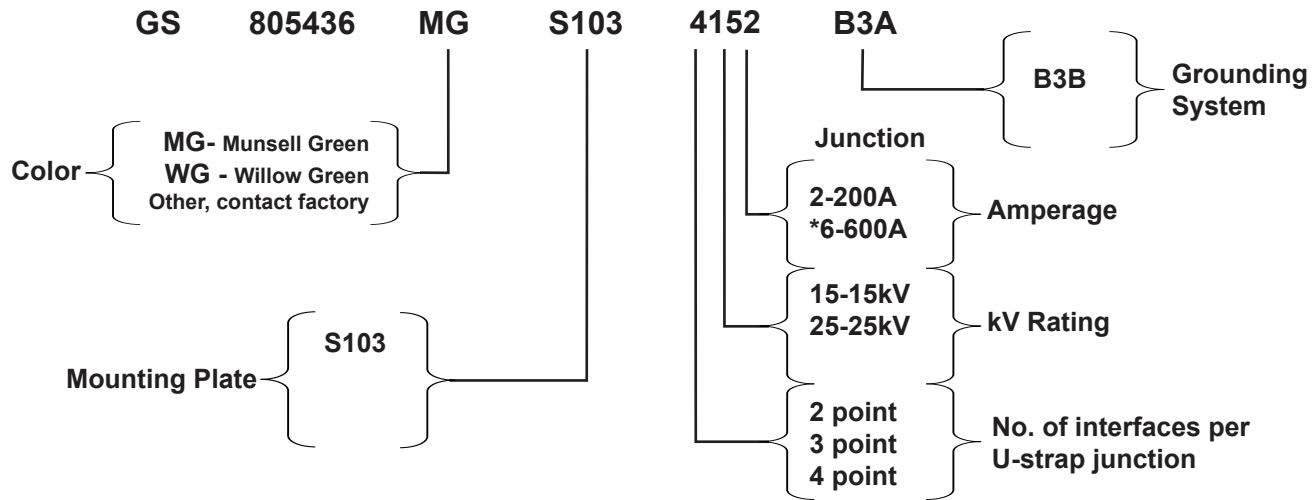 GS 805436 MG S103 4152 B3A
B3B
Grounding
System
Junction
MG- Munsell Green
WG - Willow Green
Other, contact factory
Color
2-200A
*6-600A
Amperage
15-15kV
25-25kV
kV Rating
S103
Mounting Plate
2 point
3 point
4 point
No. of interfaces per
U-strap junction